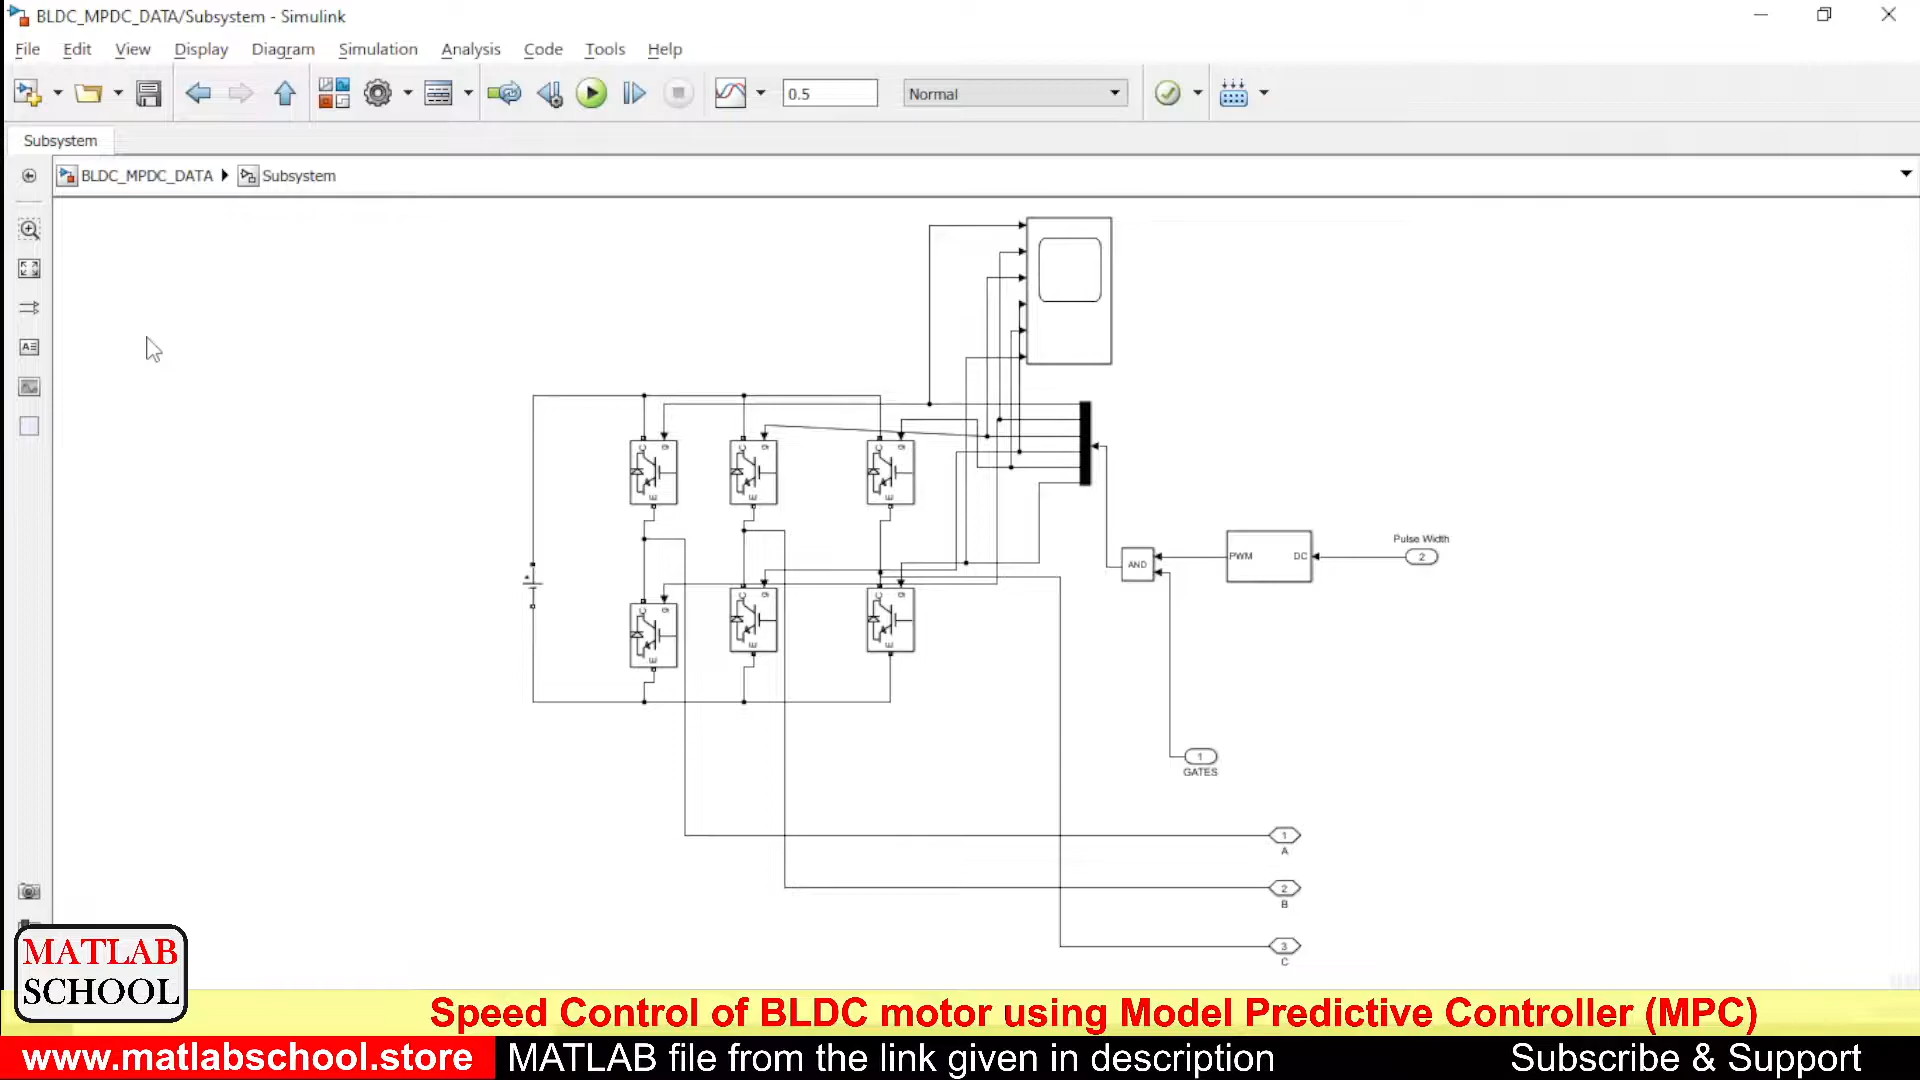 BLDC_MPDC_DATA/Subsystem - Simulink
File Edit View Display Diagram Simulation Analysis Code Tools Help
0.5 Normal
Subsystem
BLDC_MPDC_DATA Subsystem
C g C g C g
E E E
Pulse Width
AND PWM DC 2
C g C g C g
E E E
1
GATES
1
A
2
B
3
C
MATLAB
SCHOOL
Speed Control of BLDC motor using Model Predictive Controller (MPC)
www.matlabschool.store MATLAB file from the link given in description Subscribe & Support